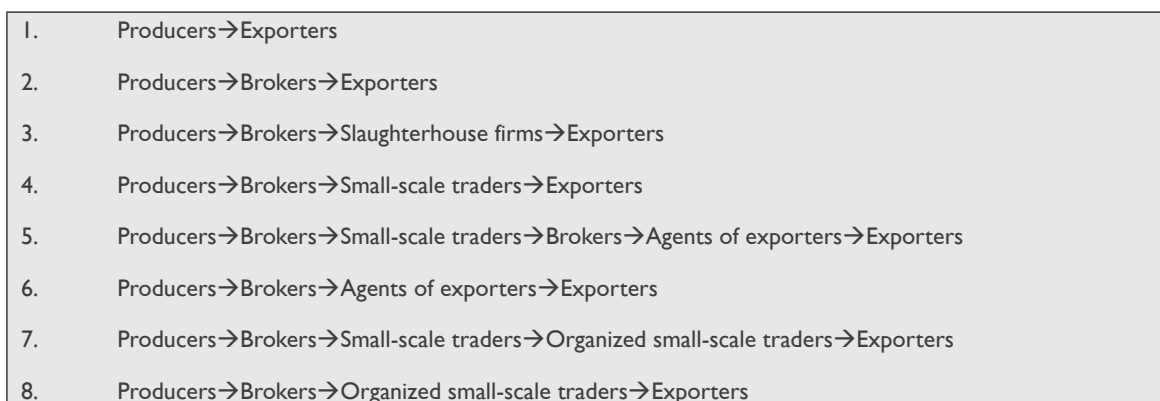 1. Producers→Exporters
2. Producers→Brokers→Exporters
3. Producers→Brokers→Slaughterhouse firms→Exporters
4. Producers→Brokers→Small-scale traders→Exporters
5. Producers→Brokers→Small-scale traders→Brokers→Agents of exporters→Exporters
6. Producers→Brokers→Agents of exporters→Exporters
7. Producers→Brokers→Small-scale traders→Organized small-scale traders→Exporters
8. Producers→Brokers→Organized small-scale traders→Exporters